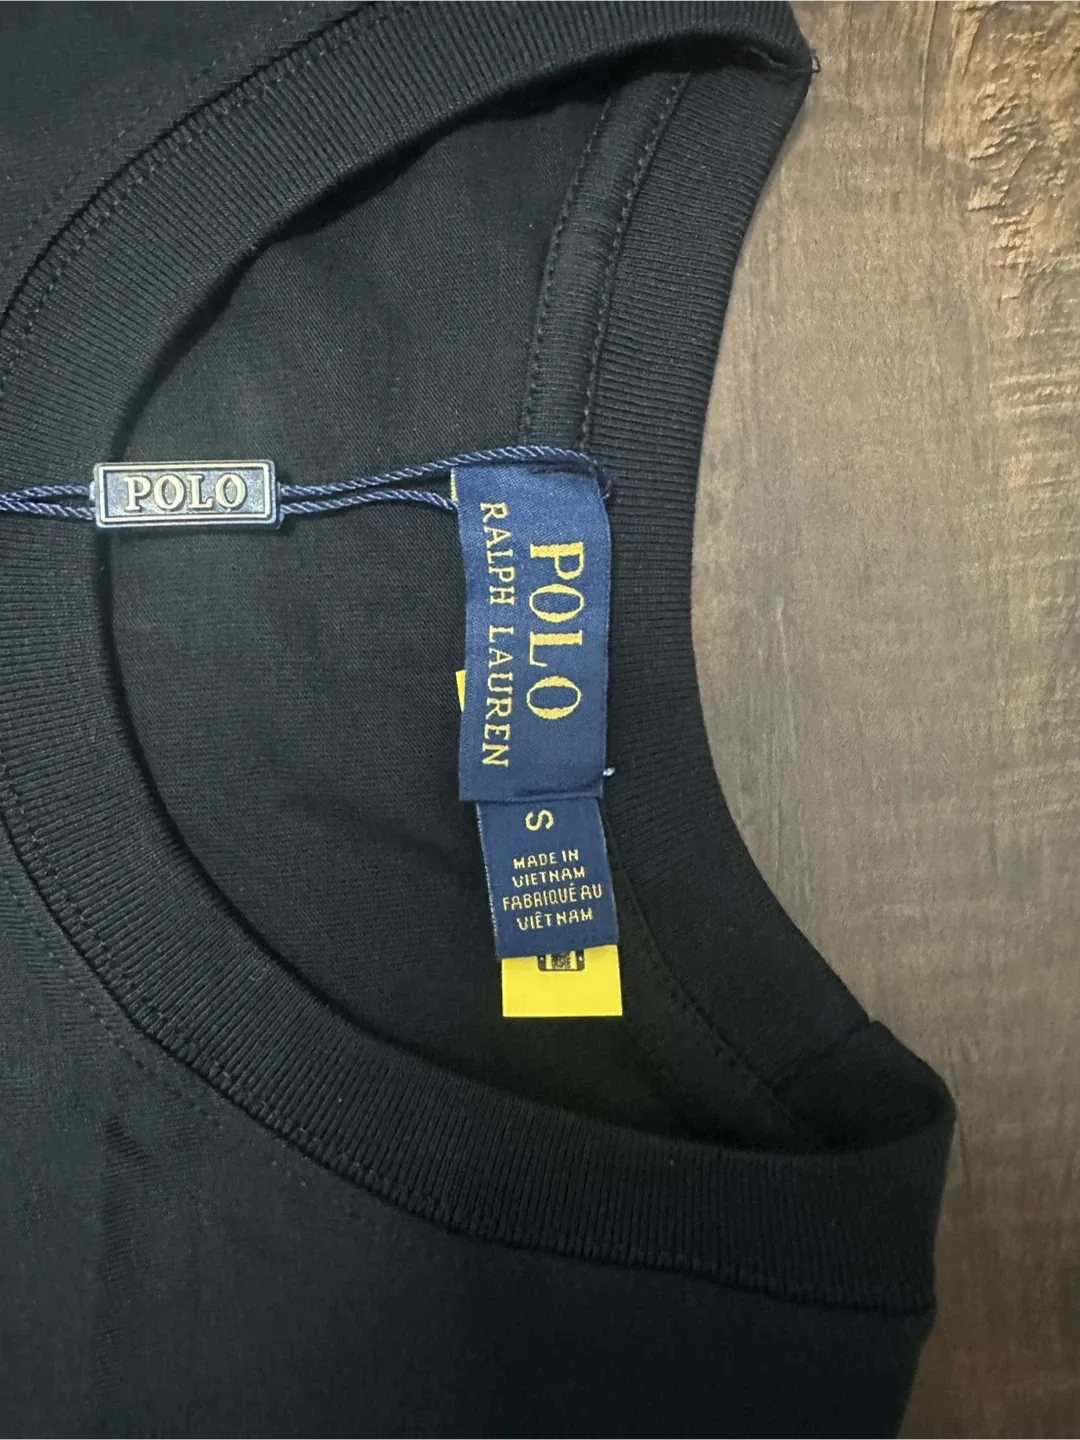 POLO
POLO
RALPH LAUREN
S
MADE IN
VIETNAM
FABRIQUÉ AU
VIÊT NAM